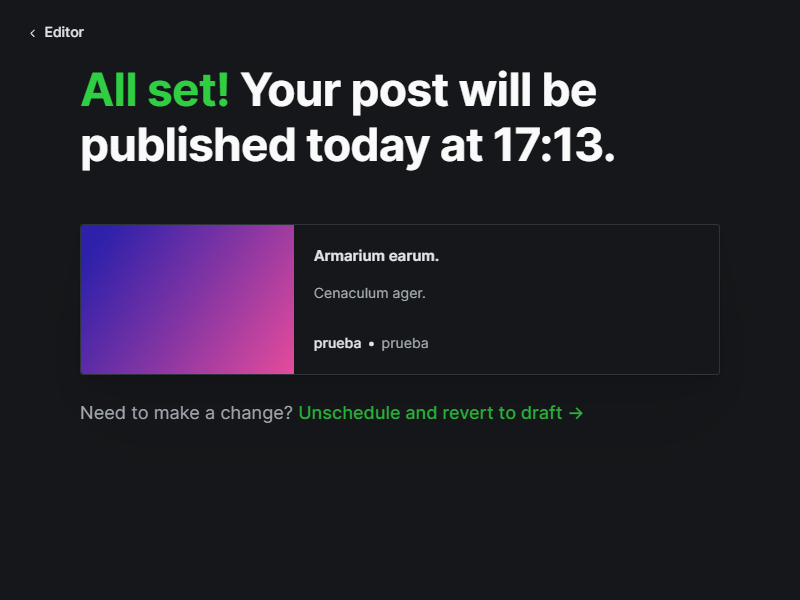 Editor
All set! Your post will be
published today at 17:13.
Armarium earum.
Cenaculum ager.
prueba • prueba
Need to make a change? Unschedule and revert to draft →